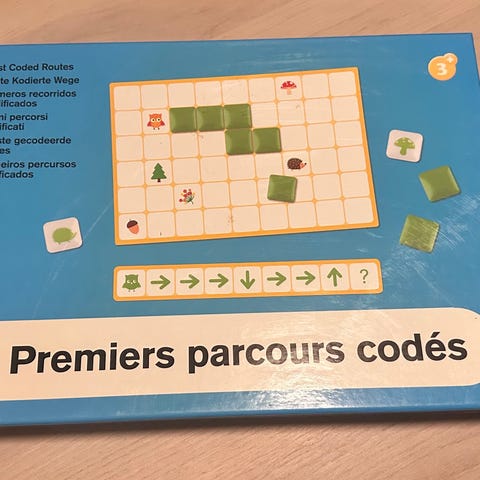 st Coded Routes
te Kodierte Wege
meros recorridos
ificados
ni percorsi
ificati
ste gecodeerde
es
eiros percursos
ficados
3+
?
Premiers parcours codés